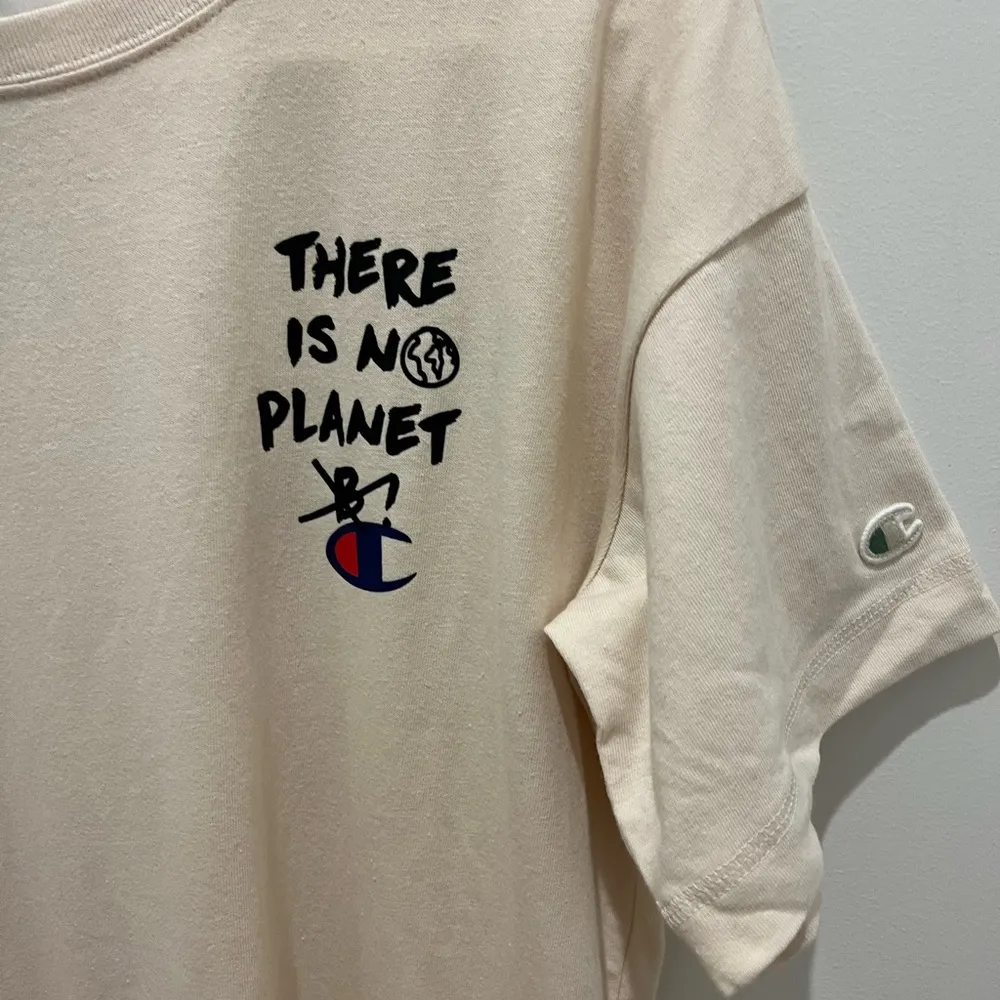 THERE
IS NO
PLANET
B!
C
C